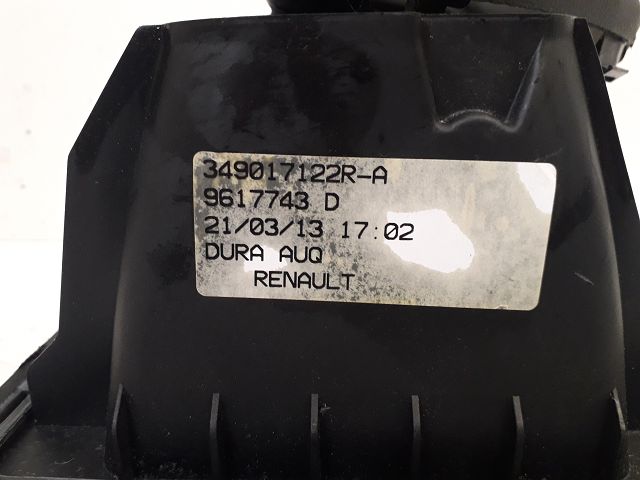 349017122R-A
9617743 D
21/03/13 17:02
DURA AUQ
RENAULT